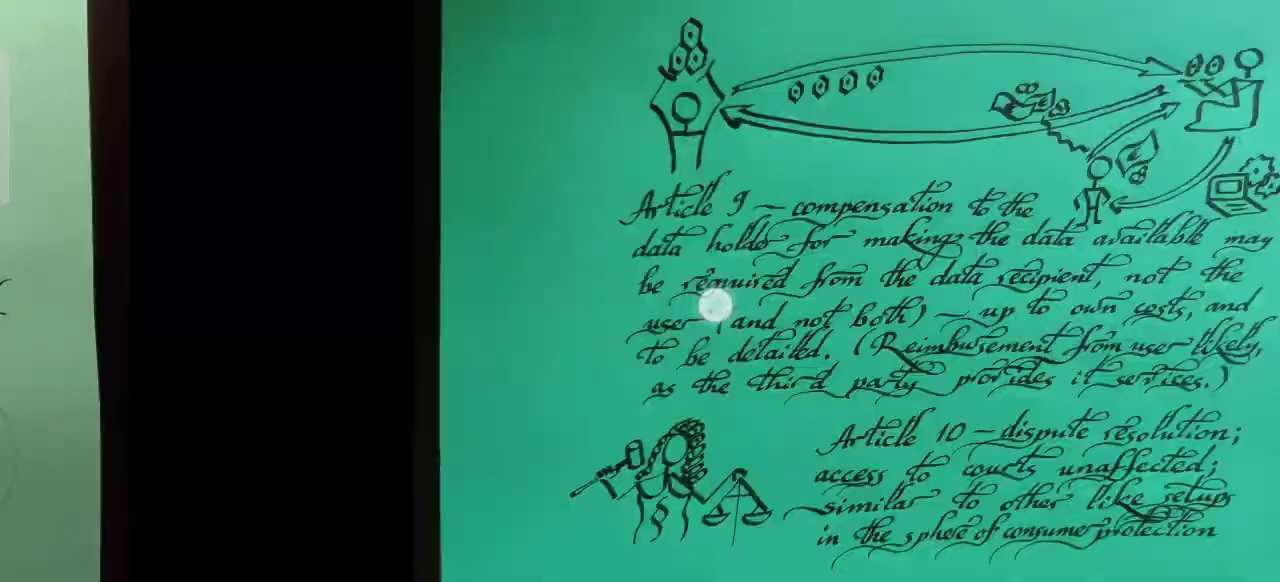 Article 9 – compensation to the
data holder for making the data available may
be required from the data recipient, not the
user (and not both) – up to own costs, and
to be detailed. (Reimbursement from user likely,
as the third party provides it services.)
Article 10 – dispute resolution;
access to courts unaffected;
similar to other like setups
in the sphere of consumer protection